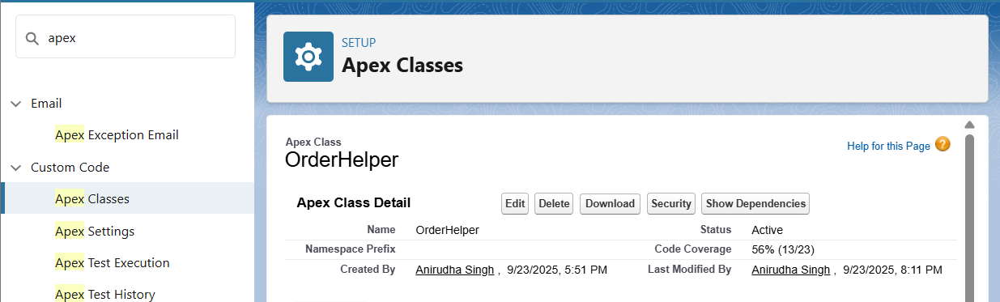 apex
Email
Apex Exception Email
Custom Code
Apex Classes
Apex Settings
Apex Test Execution
Apex Test History
SETUP
Apex Classes
Apex Class
OrderHelper
Help for this Page ?
Apex Class Detail Edit Delete Download Security Show Dependencies
Name OrderHelper Status Active
Namespace Prefix Code Coverage 56% (13/23)
Created By Anirudha Singh , 9/23/2025, 5:51 PM Last Modified By Anirudha Singh , 9/23/2025, 8:11 PM